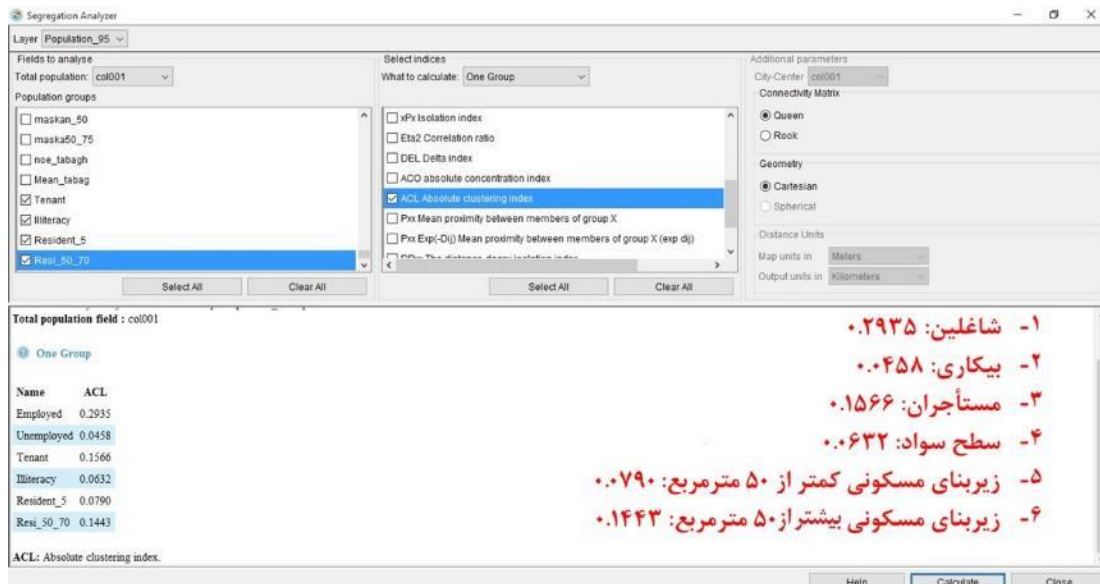 Segregation Analyzer
Layer Population_95
Fields to analyse
Total population: col001
Population groups
maskan_50
maska50_75
noe_tabagh
Mean_tabag
Tenant
Illiteracy
Resident_5
Resi_50_70
Select All Clear All
Select indices
What to calculate: One Group
xPx Isolation index
Eta2 Correlation ratio
DEL Delta index
ACO absolute concentration index
ACL Absolute clustering index
Pxx Mean proximity between members of group X
Pxx Exp(-Dij) Mean proximity between members of group X (exp dij)
Select All Clear All
Additional parameters
City-Center col001
Connectivity Matrix
Queen
Rook
Geometry
Cartesian
Spherical
Distance Units
Map units in Meters
Output units in Kilometers
Total population field : col001
One Group
Name ACL
Employed 0.2935
Unemployed 0.0458
Tenant 0.1566
Illiteracy 0.0632
Resident_5 0.0790
Resi_50_70 0.1443
ACL: Absolute clustering index.
۱- شاغلین: ۰.۲۹۳۵
۲- بیکاری: ۰.۰۴۵۸
۳- مستأجران: ۰.۱۵۶۶
۴- سطح سواد: ۰.۰۶۳۲
۵- زیربنای مسکونی کمتر از ۵۰ مترمربع: ۰.۰۷۹۰
۶- زیربنای مسکونی بیشتراز۵۰ مترمربع: ۰.۱۴۴۳
Help Calculate Close